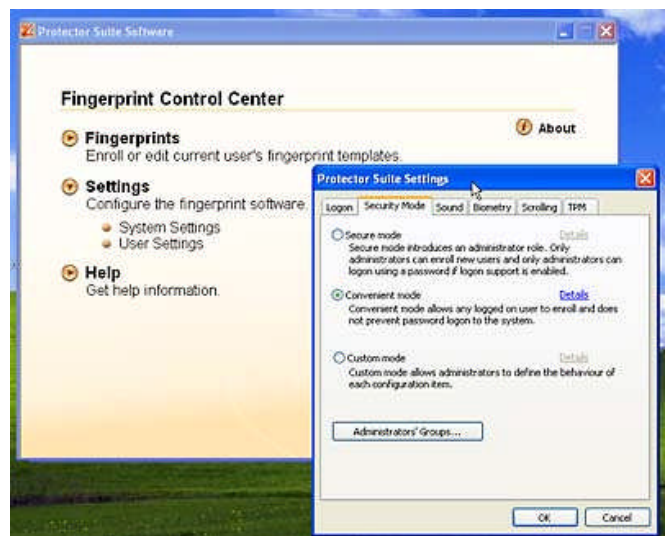 Protector Suite Software
Fingerprint Control Center
About
Fingerprints
Enroll or edit current user's fingerprint templates.
Settings
Configure the fingerprint software.
System Settings
User Settings
Help
Get help information.
Protector Suite Settings
Logon Security Mode Sound Biometry Scrolling TPM
Secure mode Details
Secure mode introduces an administrator role. Only
administrators can enroll new users and only administrators can
logon using a password if logon support is enabled.
Convenient mode Details
Convenient mode allows any logged on user to enroll and does
not prevent password logon to the system.
Custom mode Details
Custom mode allows administrators to define the behaviour of
each configuration item.
Administrators' Groups...
OK Cancel